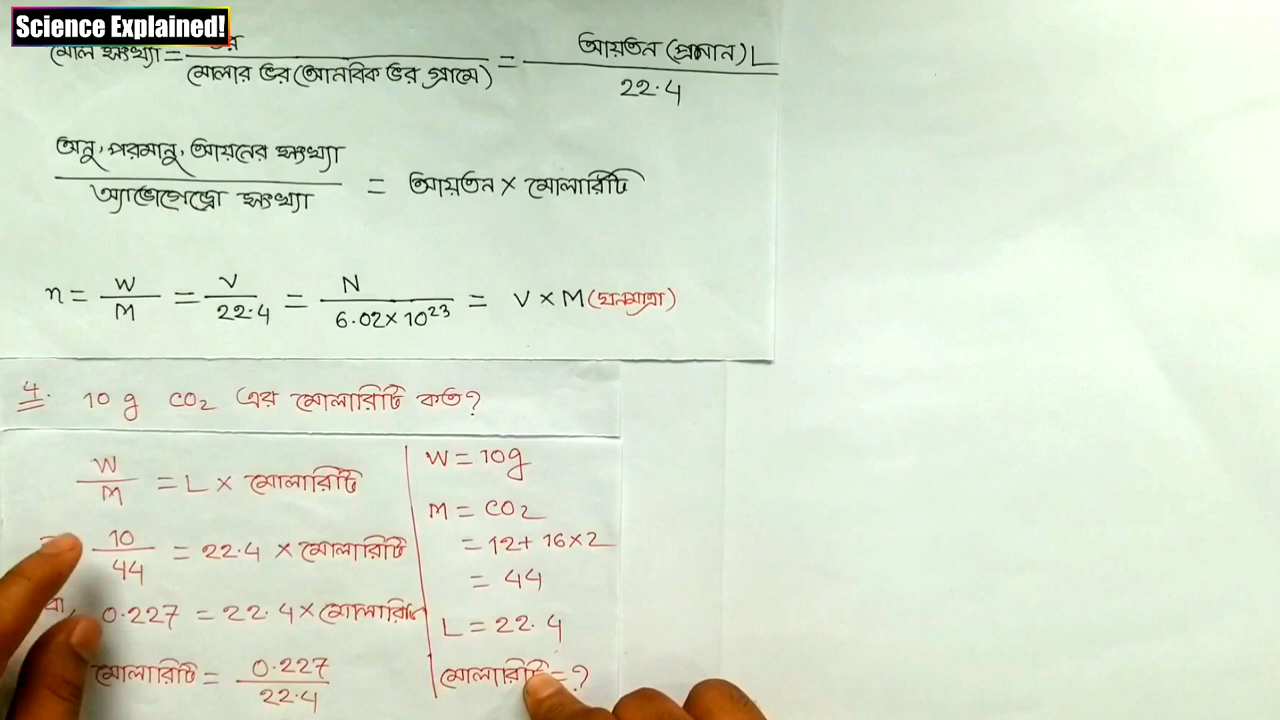 Science Explained!
মোল সংখ্যা = ভর / মোলার ভর (আনবিক ভর গ্রামে) = আয়তন (প্রমান) L / 22.4
অনু, পরমানু, আয়নের সংখ্যা / অ্যাভোগেড্রো সংখ্যা = আয়তন × মোলারিটি
n = W / M = V / 22.4 = N / 6.02×10²³ = V × M (ঘনমাত্রা)
4. 10 g CO₂ এর মোলারিটি কত?
W / M = L × মোলারিটি
10 / 44 = 22.4 × মোলারিটি
বা, 0.227 = 22.4 × মোলারিটি
মোলারিটি = 0.227 / 22.4
W = 10g
M = CO₂
= 12 + 16×2
= 44
L = 22.4
মোলারিটি = ?